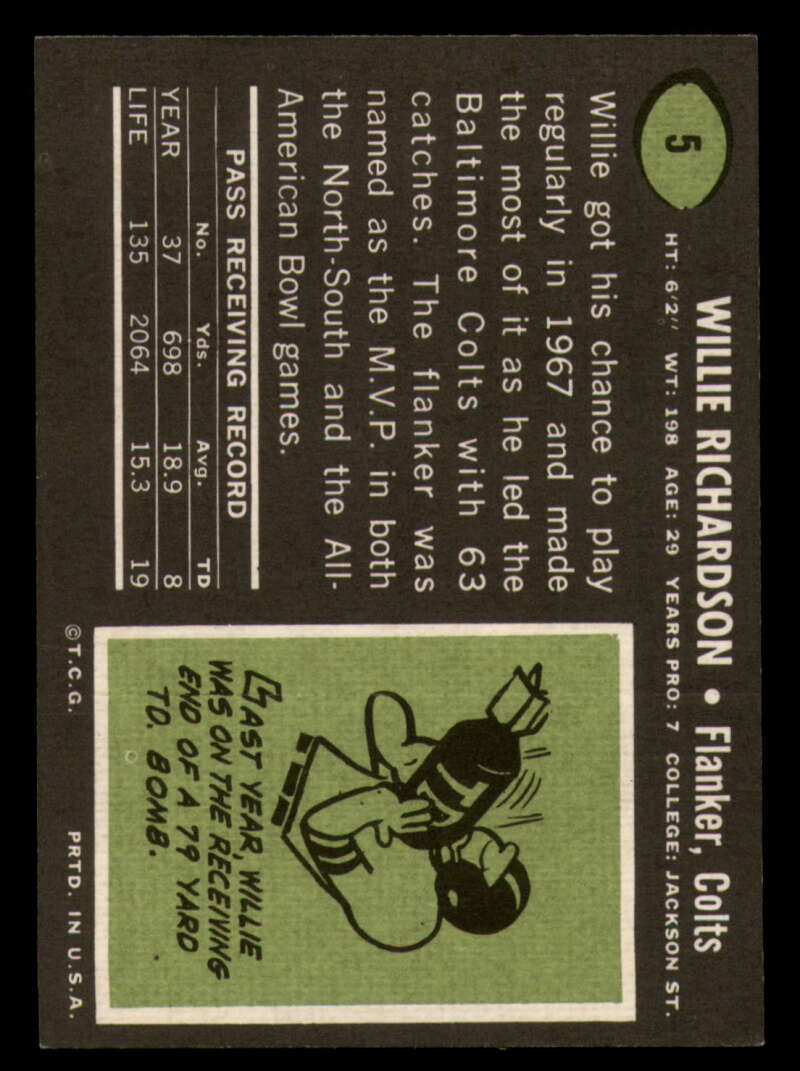 5
WILLIE RICHARDSON • Flanker, Colts
HT: 6'2" WT: 198 AGE: 29 YEARS PRO: 7 COLLEGE: JACKSON ST.
Willie got his chance to play
regularly in 1967 and made
the most of it as he led the
Baltimore Colts with 63
catches. The flanker was
named as the M.V.P. in both
the North-South and the All-
American Bowl games.
PASS RECEIVING RECORD
No. Yds. Avg. TD
YEAR 37 698 18.9 8
LIFE 135 2064 15.3 19
LAST YEAR, WILLIE
WAS ON THE RECEIVING
END OF A 79 YARD
TD. BOMB.
©T.C.G. PRTD. IN U.S.A.